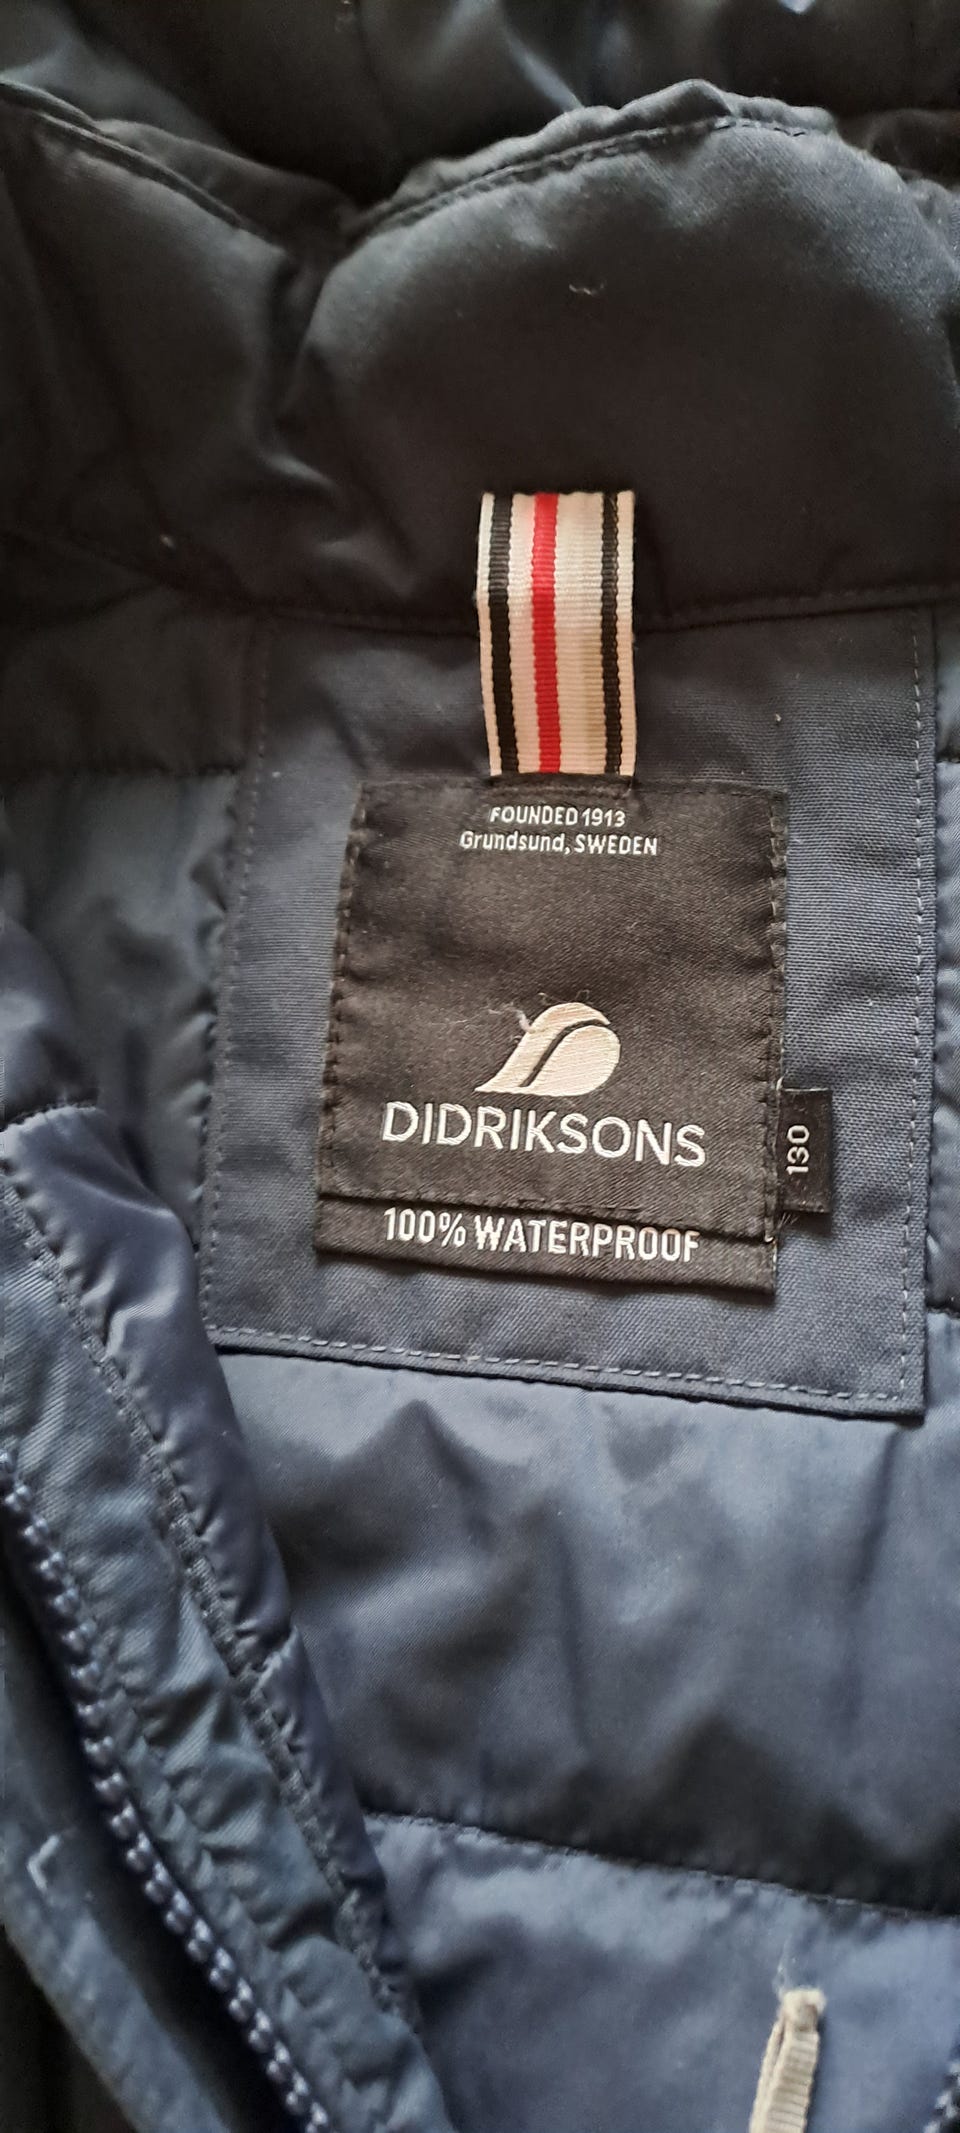 FOUNDED 1913
Grundsund, SWEDEN
DIDRIKSONS
130
100% WATERPROOF